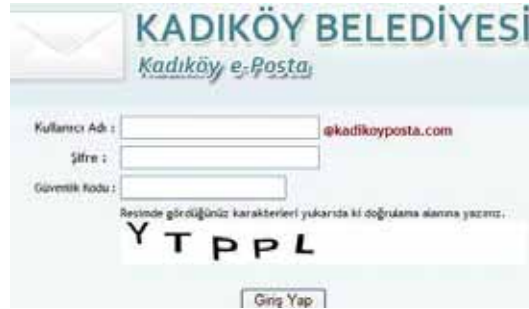 KADIKÖY BELEDİYESİ
Kadıköy e-Posta
Kullanıcı Adı : @kadikoyposta.com
Şifre :
Güvenlik Kodu :
Resimde gördüğünüz karakterleri yukarıda ki doğrulama alanına yazınız.
Y T P P L
Giriş Yap